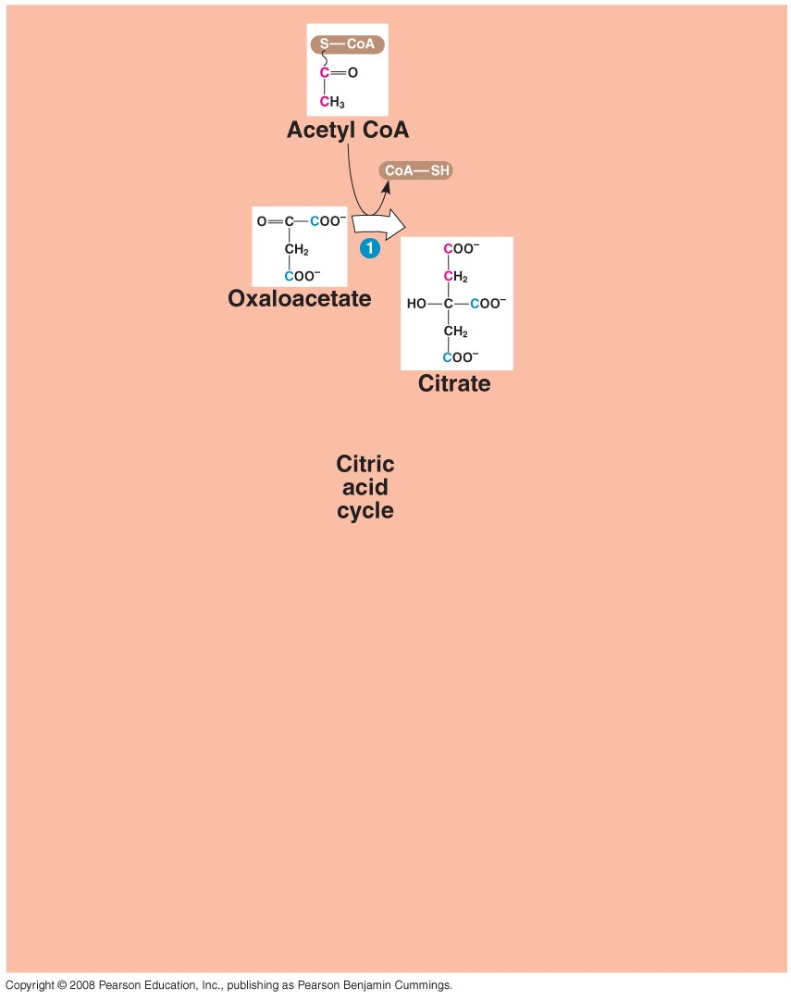 S—CoA
C=O
CH₃
Acetyl CoA
CoA—SH
O=C—COO⁻
CH₂
COO⁻
Oxaloacetate
1
COO⁻
CH₂
HO—C—COO⁻
CH₂
COO⁻
Citrate
Citric
acid
cycle
Copyright © 2008 Pearson Education, Inc., publishing as Pearson Benjamin Cummings.